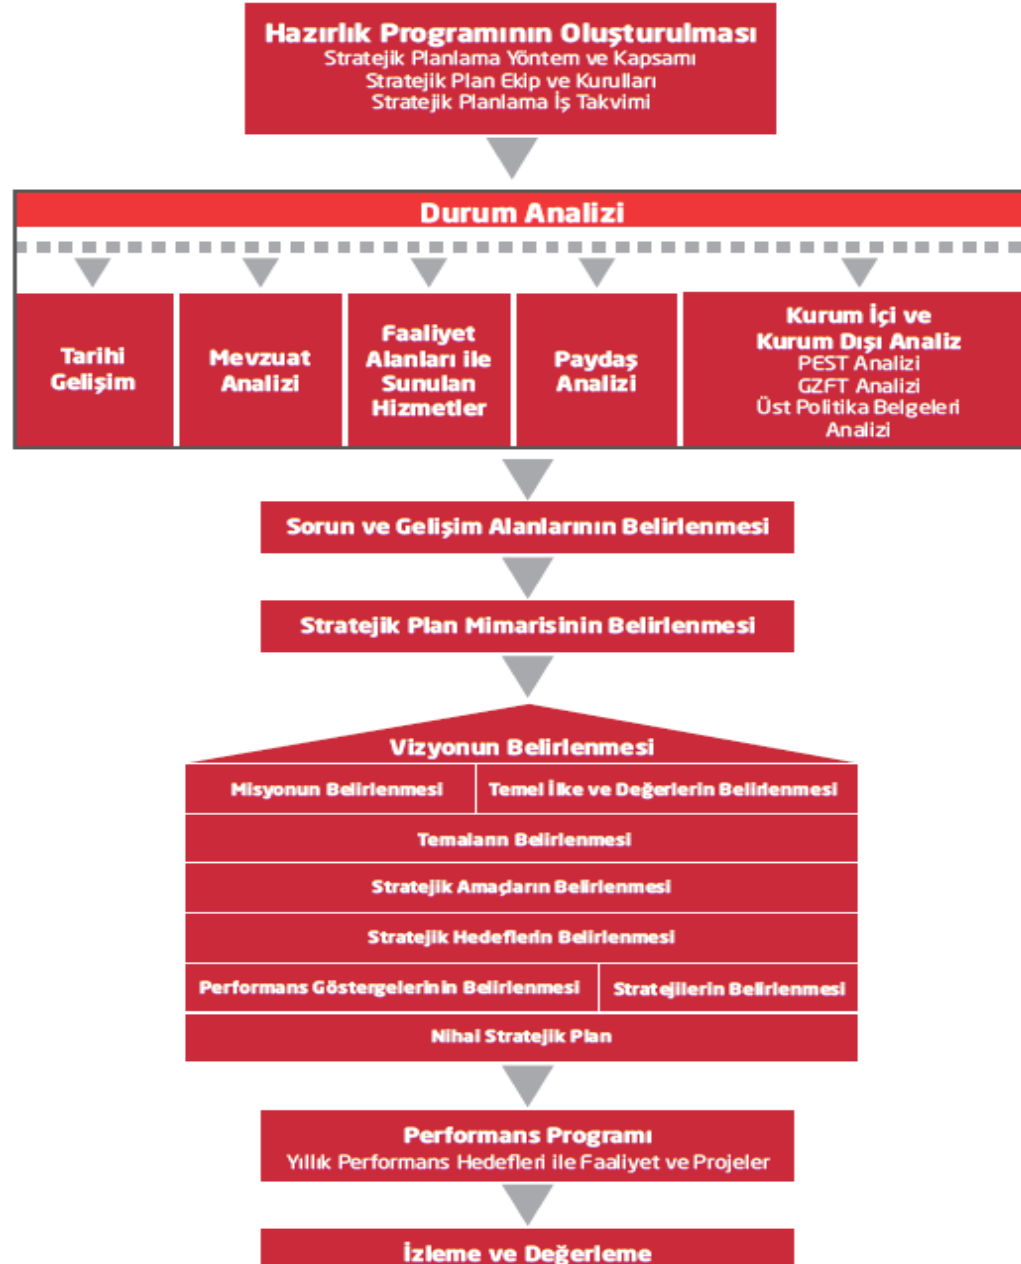 Hazırlık Programının Oluşturulması
Stratejik Planlama Yöntem ve Kapsamı
Stratejik Plan Ekip ve Kurulları
Stratejik Planlama İş Takvimi
Durum Analizi
Tarihi
Gelişim
Mevzuat
Analizi
Faaliyet
Alanları ile
Sunulan
Hizmetler
Paydaş
Analizi
Kurum İçi ve
Kurum Dışı Analiz
PEST Analizi
GZFT Analizi
Üst Politika Belgeleri
Analizi
Sorun ve Gelişim Alanlarının Belirlenmesi
Stratejik Plan Mimarisinin Belirlenmesi
Vizyonun Belirlenmesi
Misyonun Belirlenmesi
Temel İlke ve Değerlerin Belirlenmesi
Temaların Belirlenmesi
Stratejik Amaçların Belirlenmesi
Stratejik Hedeflerin Belirlenmesi
Performans Göstergelerinin Belirlenmesi
Stratejilerin Belirlenmesi
Nihai Stratejik Plan
Performans Programı
Yıllık Performans Hedefleri ile Faaliyet ve Projeler
İzleme ve Değerleme